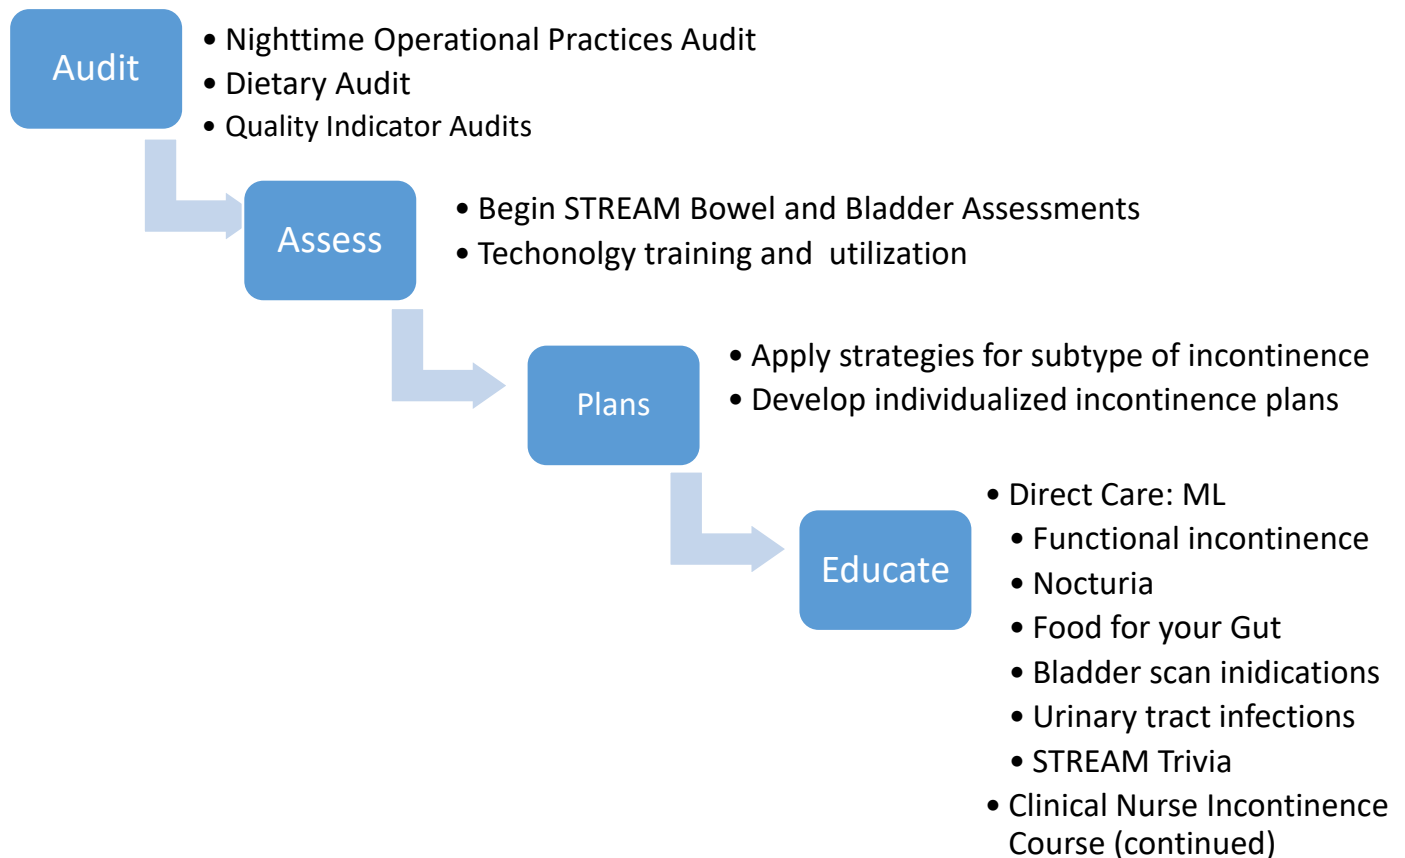 Audit
• Nighttime Operational Practices Audit
• Dietary Audit
• Quality Indicator Audits
Assess
• Begin STREAM Bowel and Bladder Assessments
• Techonolgy training and  utilization
Plans
• Apply strategies for subtype of incontinence
• Develop individualized incontinence plans
Educate
• Direct Care: ML
• Functional incontinence
• Nocturia
• Food for your Gut
• Bladder scan inidications
• Urinary tract infections
• STREAM Trivia
• Clinical Nurse Incontinence
Course (continued)